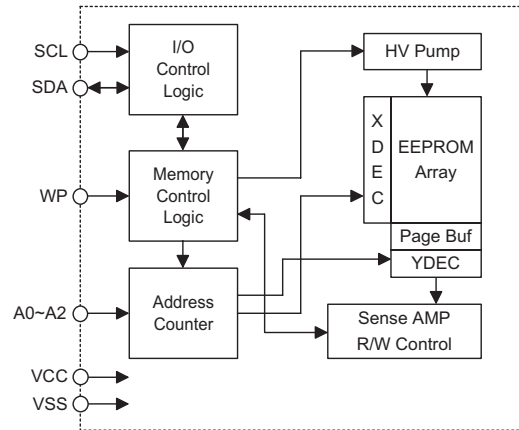 SCL
SDA
WP
A0~A2
VCC
VSS
I/O
Control
Logic
Memory
Control
Logic
Address
Counter
HV Pump
X
D
E
C
EEPROM
Array
Page Buf
YDEC
Sense AMP
R/W Control